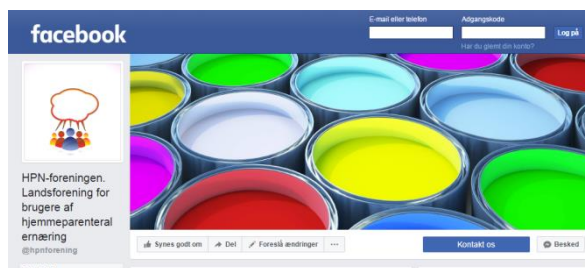 facebook
E-mail eller telefon
Adgangskode
Log på
Har du glemt din konto?
HPN-foreningen.
Landsforening for
brugere af
hjemmeparenteral
ernæring
@hpnforening
Synes godt om
Del
Foreslå ændringer
Kontakt os
Besked